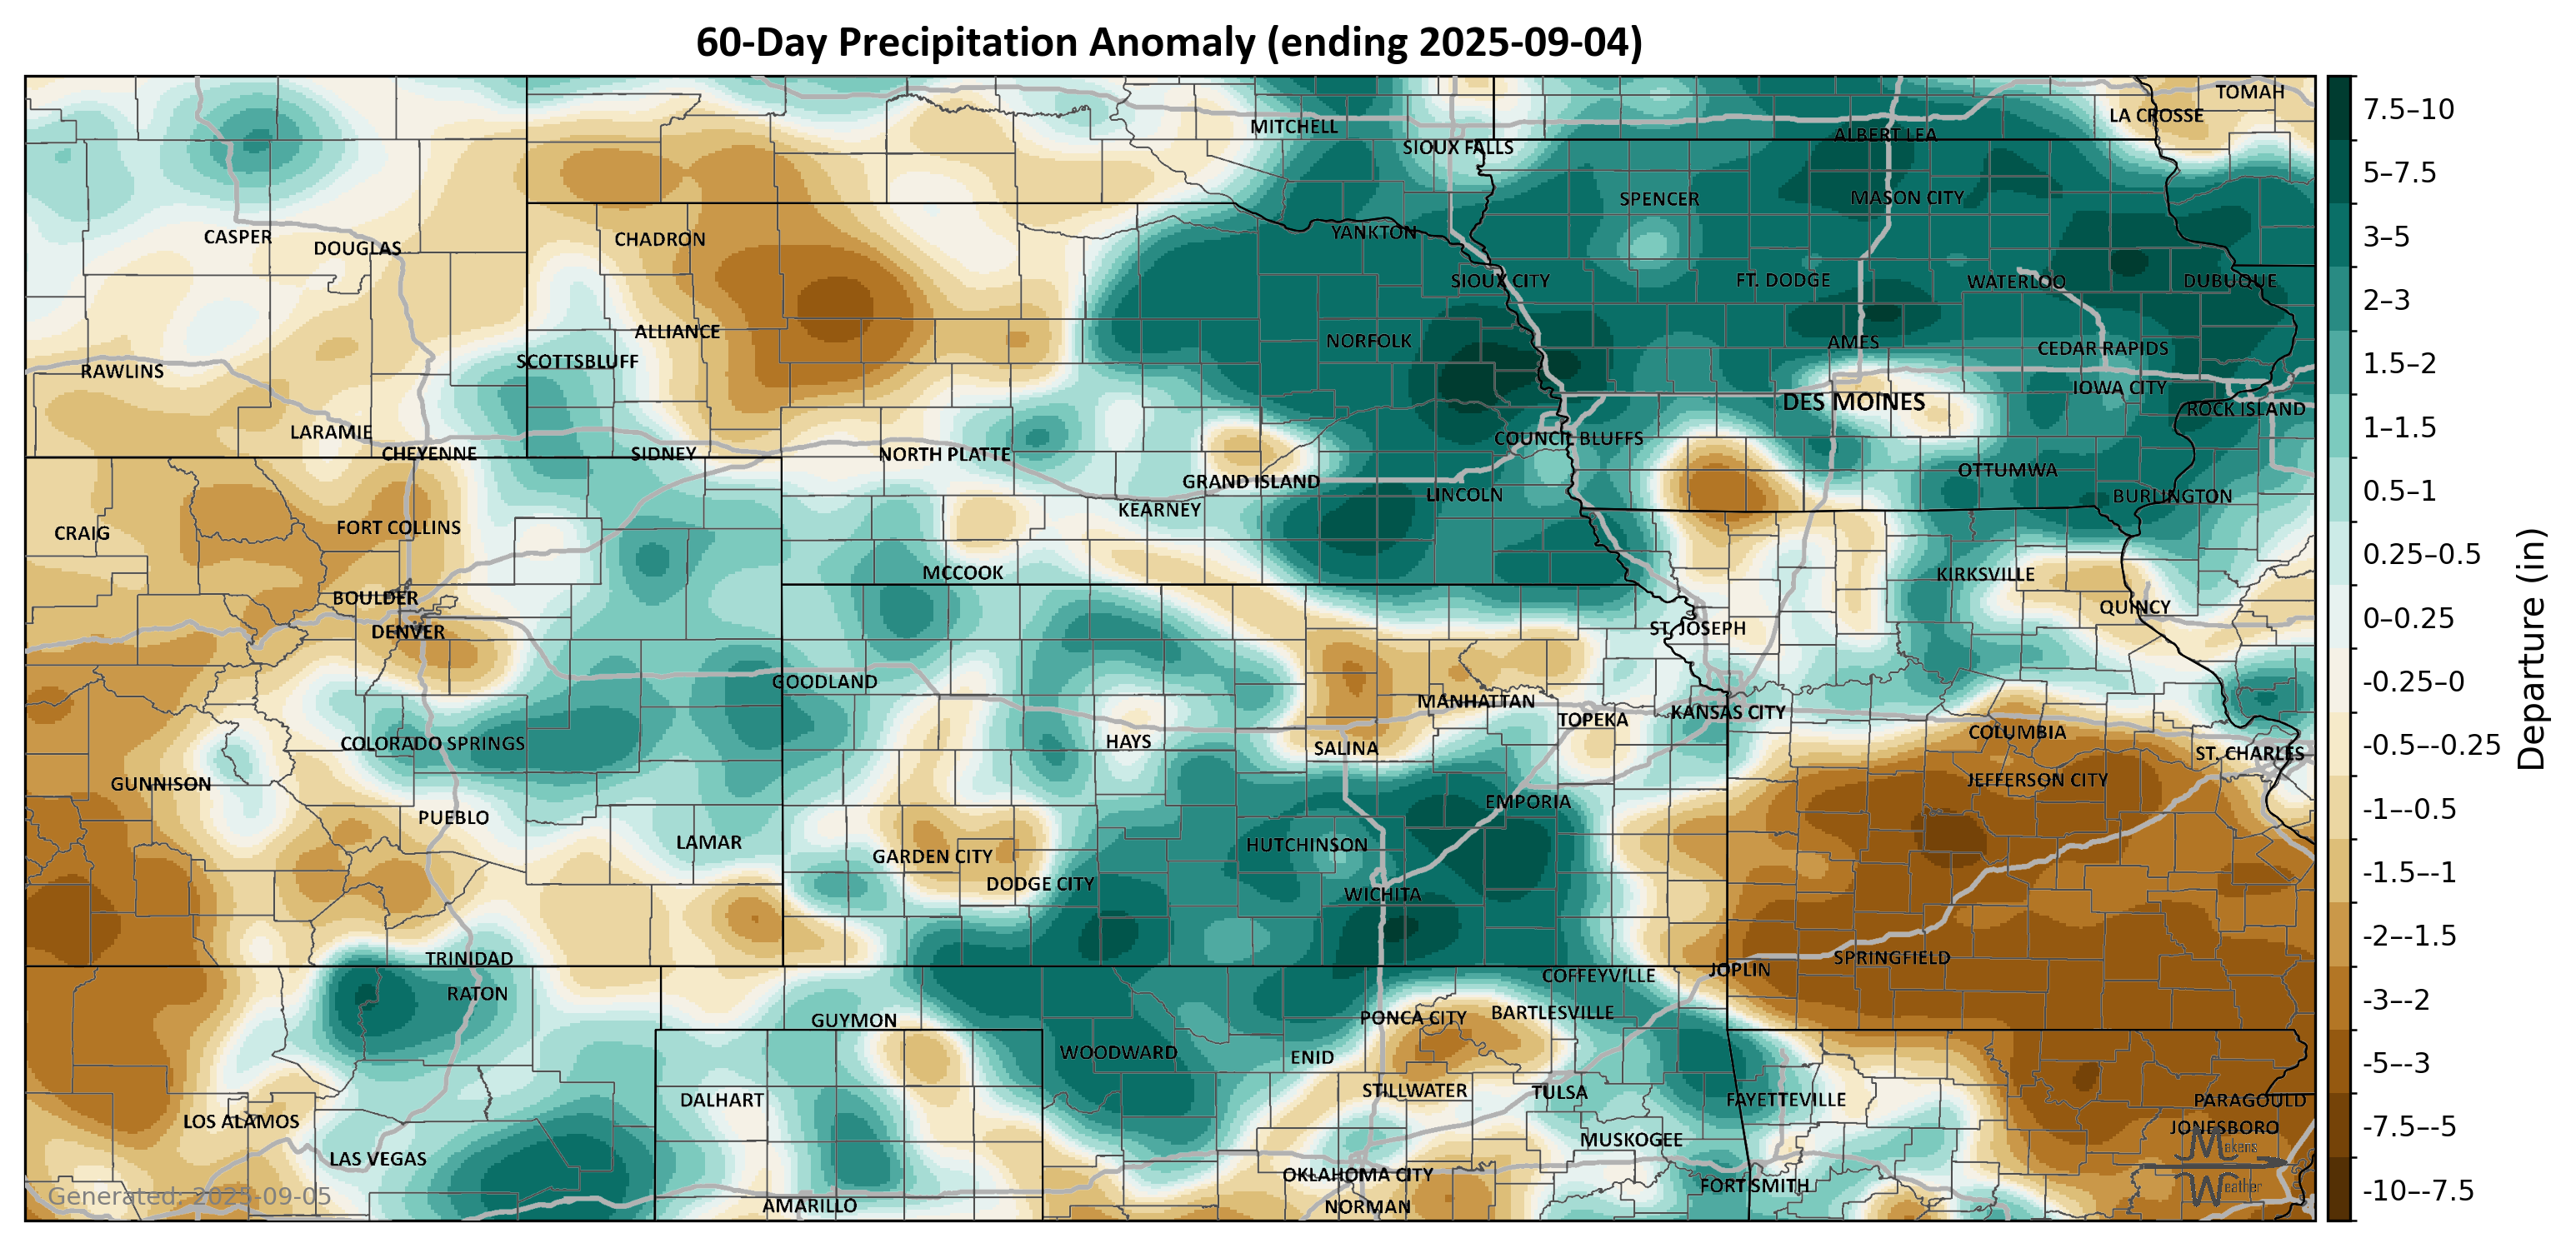 60-Day Precipitation Anomaly (ending 2025-09-04)
TOMAH
LA CROSSE
MITCHELL
ALBERT LEA
SIOUX FALLS
SPENCER
MASON CITY
CASPER
DOUGLAS
CHADRON
YANKTON
SIOUX CITY
FT. DODGE
WATERLOO
DUBUQUE
ALLIANCE
NORFOLK
AMES
CEDAR RAPIDS
SCOTTSBLUFF
RAWLINS
IOWA CITY
DES MOINES
ROCK ISLAND
LARAMIE
COUNCIL BLUFFS
CHEYENNE
SIDNEY
NORTH PLATTE
OTTUMWA
GRAND ISLAND
LINCOLN
BURLINGTON
KEARNEY
CRAIG
FORT COLLINS
MCCOOK
KIRKSVILLE
BOULDER
QUINCY
DENVER
ST. JOSEPH
GOODLAND
MANHATTAN
TOPEKA
KANSAS CITY
COLUMBIA
COLORADO SPRINGS
HAYS
SALINA
ST. CHARLES
GUNNISON
JEFFERSON CITY
EMPORIA
PUEBLO
LAMAR
HUTCHINSON
GARDEN CITY
DODGE CITY
WICHITA
TRINIDAD
SPRINGFIELD
JOPLIN
COFFEYVILLE
RATON
BARTLESVILLE
PONCA CITY
GUYMON
WOODWARD
ENID
STILLWATER
TULSA
DALHART
FAYETTEVILLE
PARAGOULD
LOS ALAMOS
JONESBORO
MUSKOGEE
LAS VEGAS
OKLAHOMA CITY
FORT SMITH
AMARILLO
NORMAN
Generated: 2025-09-05
Makens
Weather
7.5–10
5–7.5
3–5
2–3
1.5–2
1–1.5
0.5–1
0.25–0.5
0–0.25
-0.25–0
-0.5–-0.25
-1–-0.5
-1.5–-1
-2–-1.5
-3–-2
-5–-3
-7.5–-5
-10–-7.5
Departure (in)